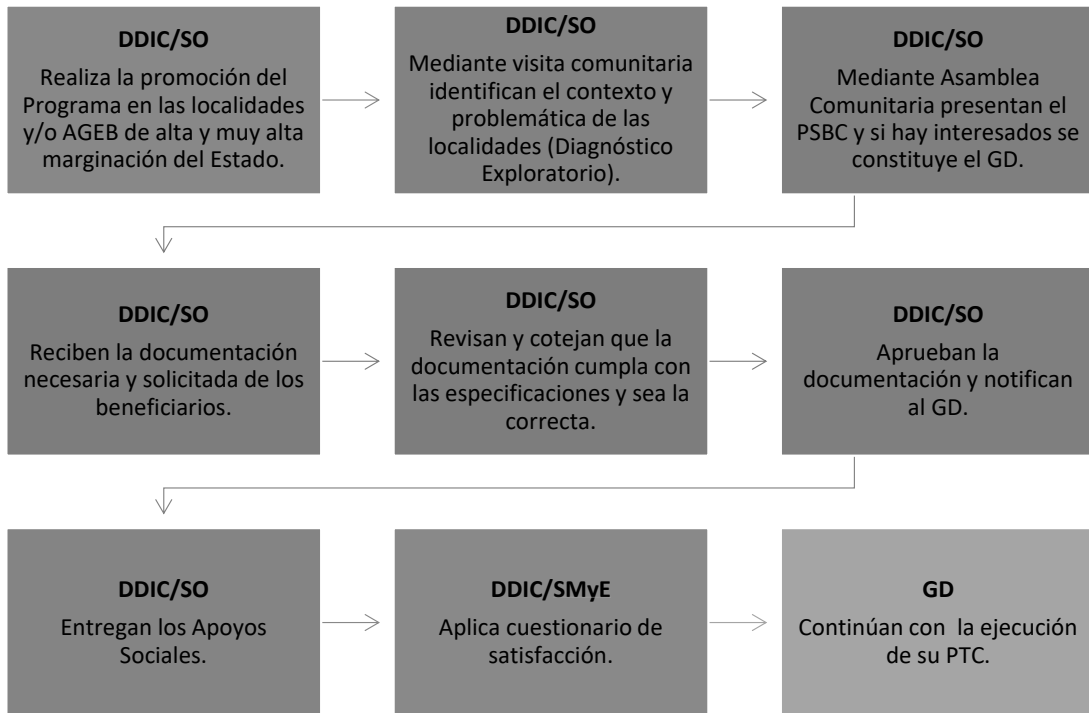 DDIC/SO
Realiza la promoción del
Programa en las localidades
y/o AGEB de alta y muy alta
marginación del Estado.
DDIC/SO
Mediante visita comunitaria
identifican el contexto y
problemática de las
localidades (Diagnóstico
Exploratorio).
DDIC/SO
Mediante Asamblea
Comunitaria presentan el
PSBC y si hay interesados se
constituye el GD.
DDIC/SO
Reciben la documentación
necesaria y solicitada de los
beneficiarios.
DDIC/SO
Revisan y cotejan que la
documentación cumpla con
las especificaciones y sea la
correcta.
DDIC/SO
Aprueban la
documentación y notifican
al GD.
DDIC/SO
Entregan los Apoyos
Sociales.
DDIC/SMyE
Aplica cuestionario de
satisfacción.
GD
Continúan con la ejecución
de su PTC.